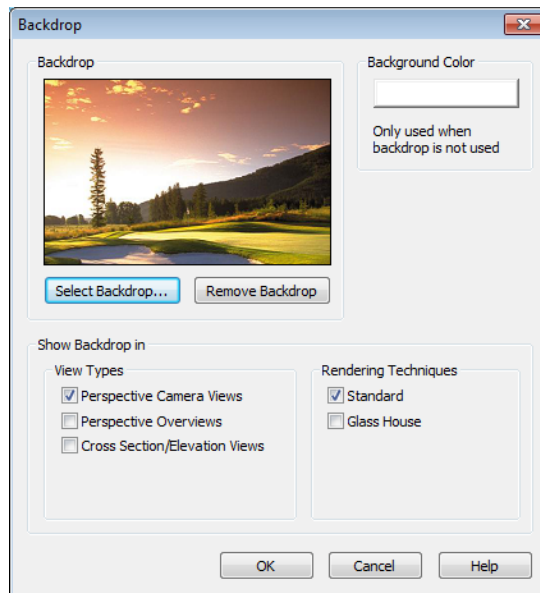 Backdrop
Backdrop
Background Color
Only used when
backdrop is not used
Select Backdrop...
Remove Backdrop
Show Backdrop in
View Types
Perspective Camera Views
Perspective Overviews
Cross Section/Elevation Views
Rendering Techniques
Standard
Glass House
OK
Cancel
Help